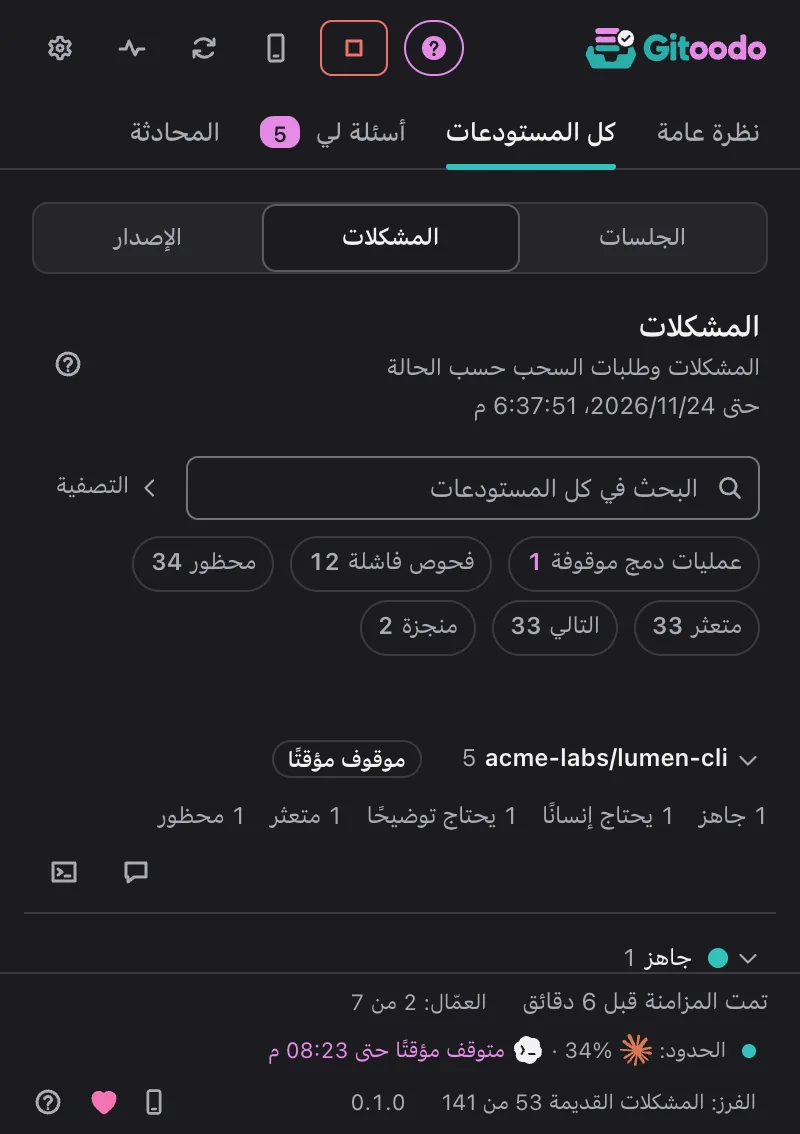 Gitoodo
نظرة عامة
كل المستودعات
أسئلة لي 5
المحادثة
الجلسات
المشكلات
الإصدار
المشكلات
المشكلات وطلبات السحب حسب الحالة
حتى 2026/11/24، 6:37:51 م
البحث في كل المستودعات
التصفية
عمليات دمج موقوفة 1
فحوص فاشلة 12
محظور 34
متعثر 33
التالي 33
منجزة 2
acme-labs/lumen-cli 5
موقوف مؤقتًا
1 جاهز
1 يحتاج إنسانًا
1 يحتاج توضيحًا
1 متعثر
1 محظور
جاهز 1
تمت المزامنة قبل 6 دقائق
العمّال: 2 من 7
الحدود: 34% · متوقف مؤقتًا حتى 08:23 م
الفرز: المشكلات القديمة 53 من 141
0.1.0